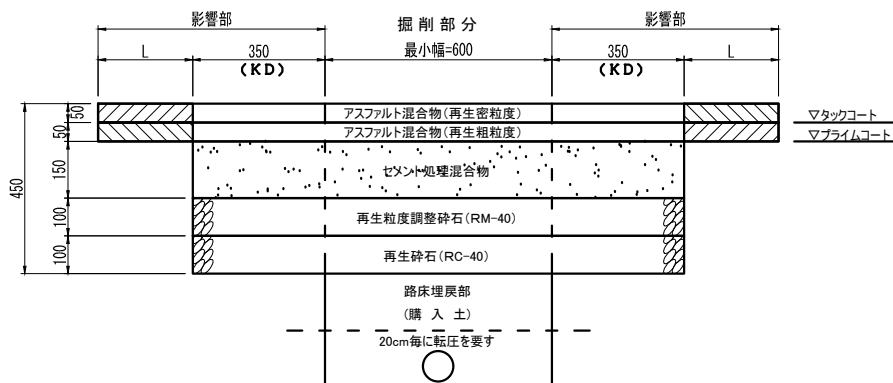 影響部
掘削部分
影響部
L
350
最小幅=600
350
L
(KD)
(KD)
50
アスファルト混合物(再生密粒度)
▽タックコート
50
アスファルト混合物(再生粗粒度)
▽プライムコート
450
150
セメント処理混合物
100
再生粒度調整砕石(RM-40)
100
再生砕石(RC-40)
路床埋戻部
(購入土)
20cm毎に転圧を要す